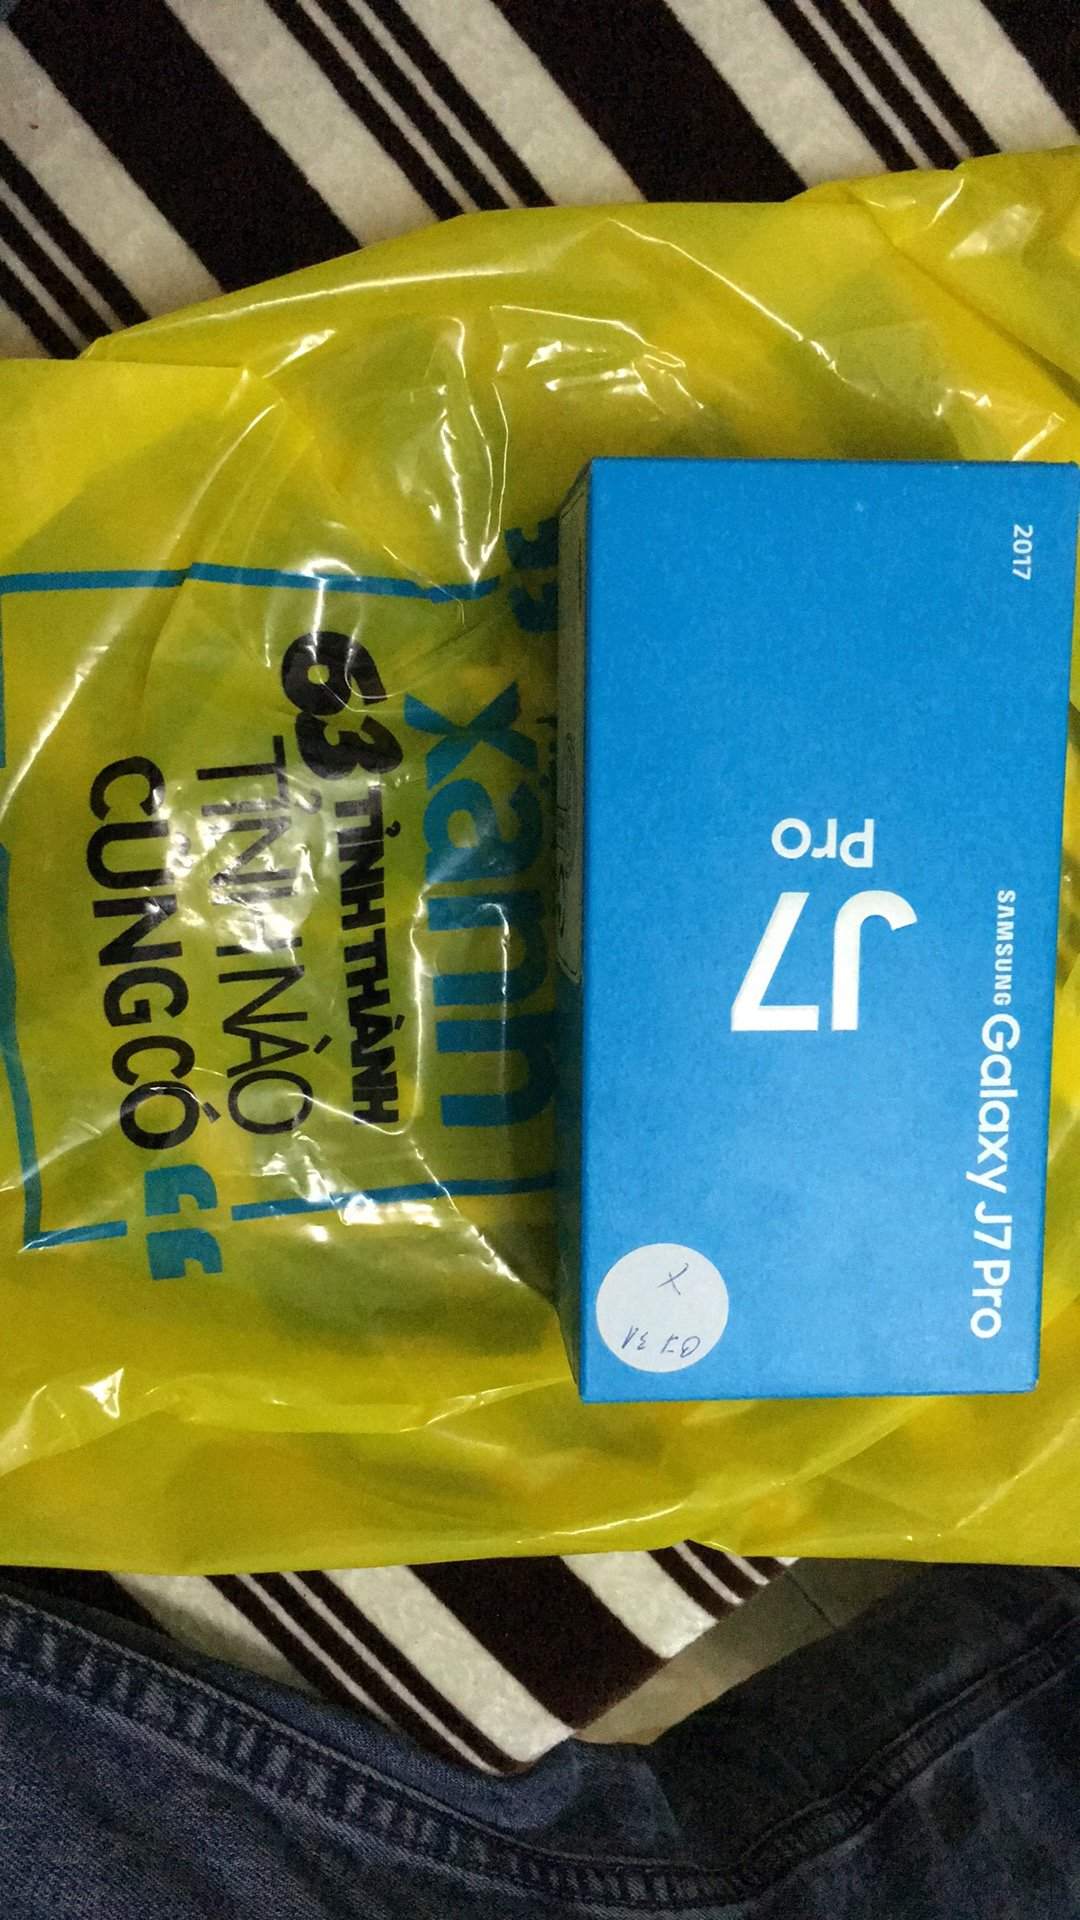 2017
SAMSUNG Galaxy J7 Pro
J7
Pro
xanh
63 TỈNH THÀNH
TỈNH NÀO
CŨNG CÓ